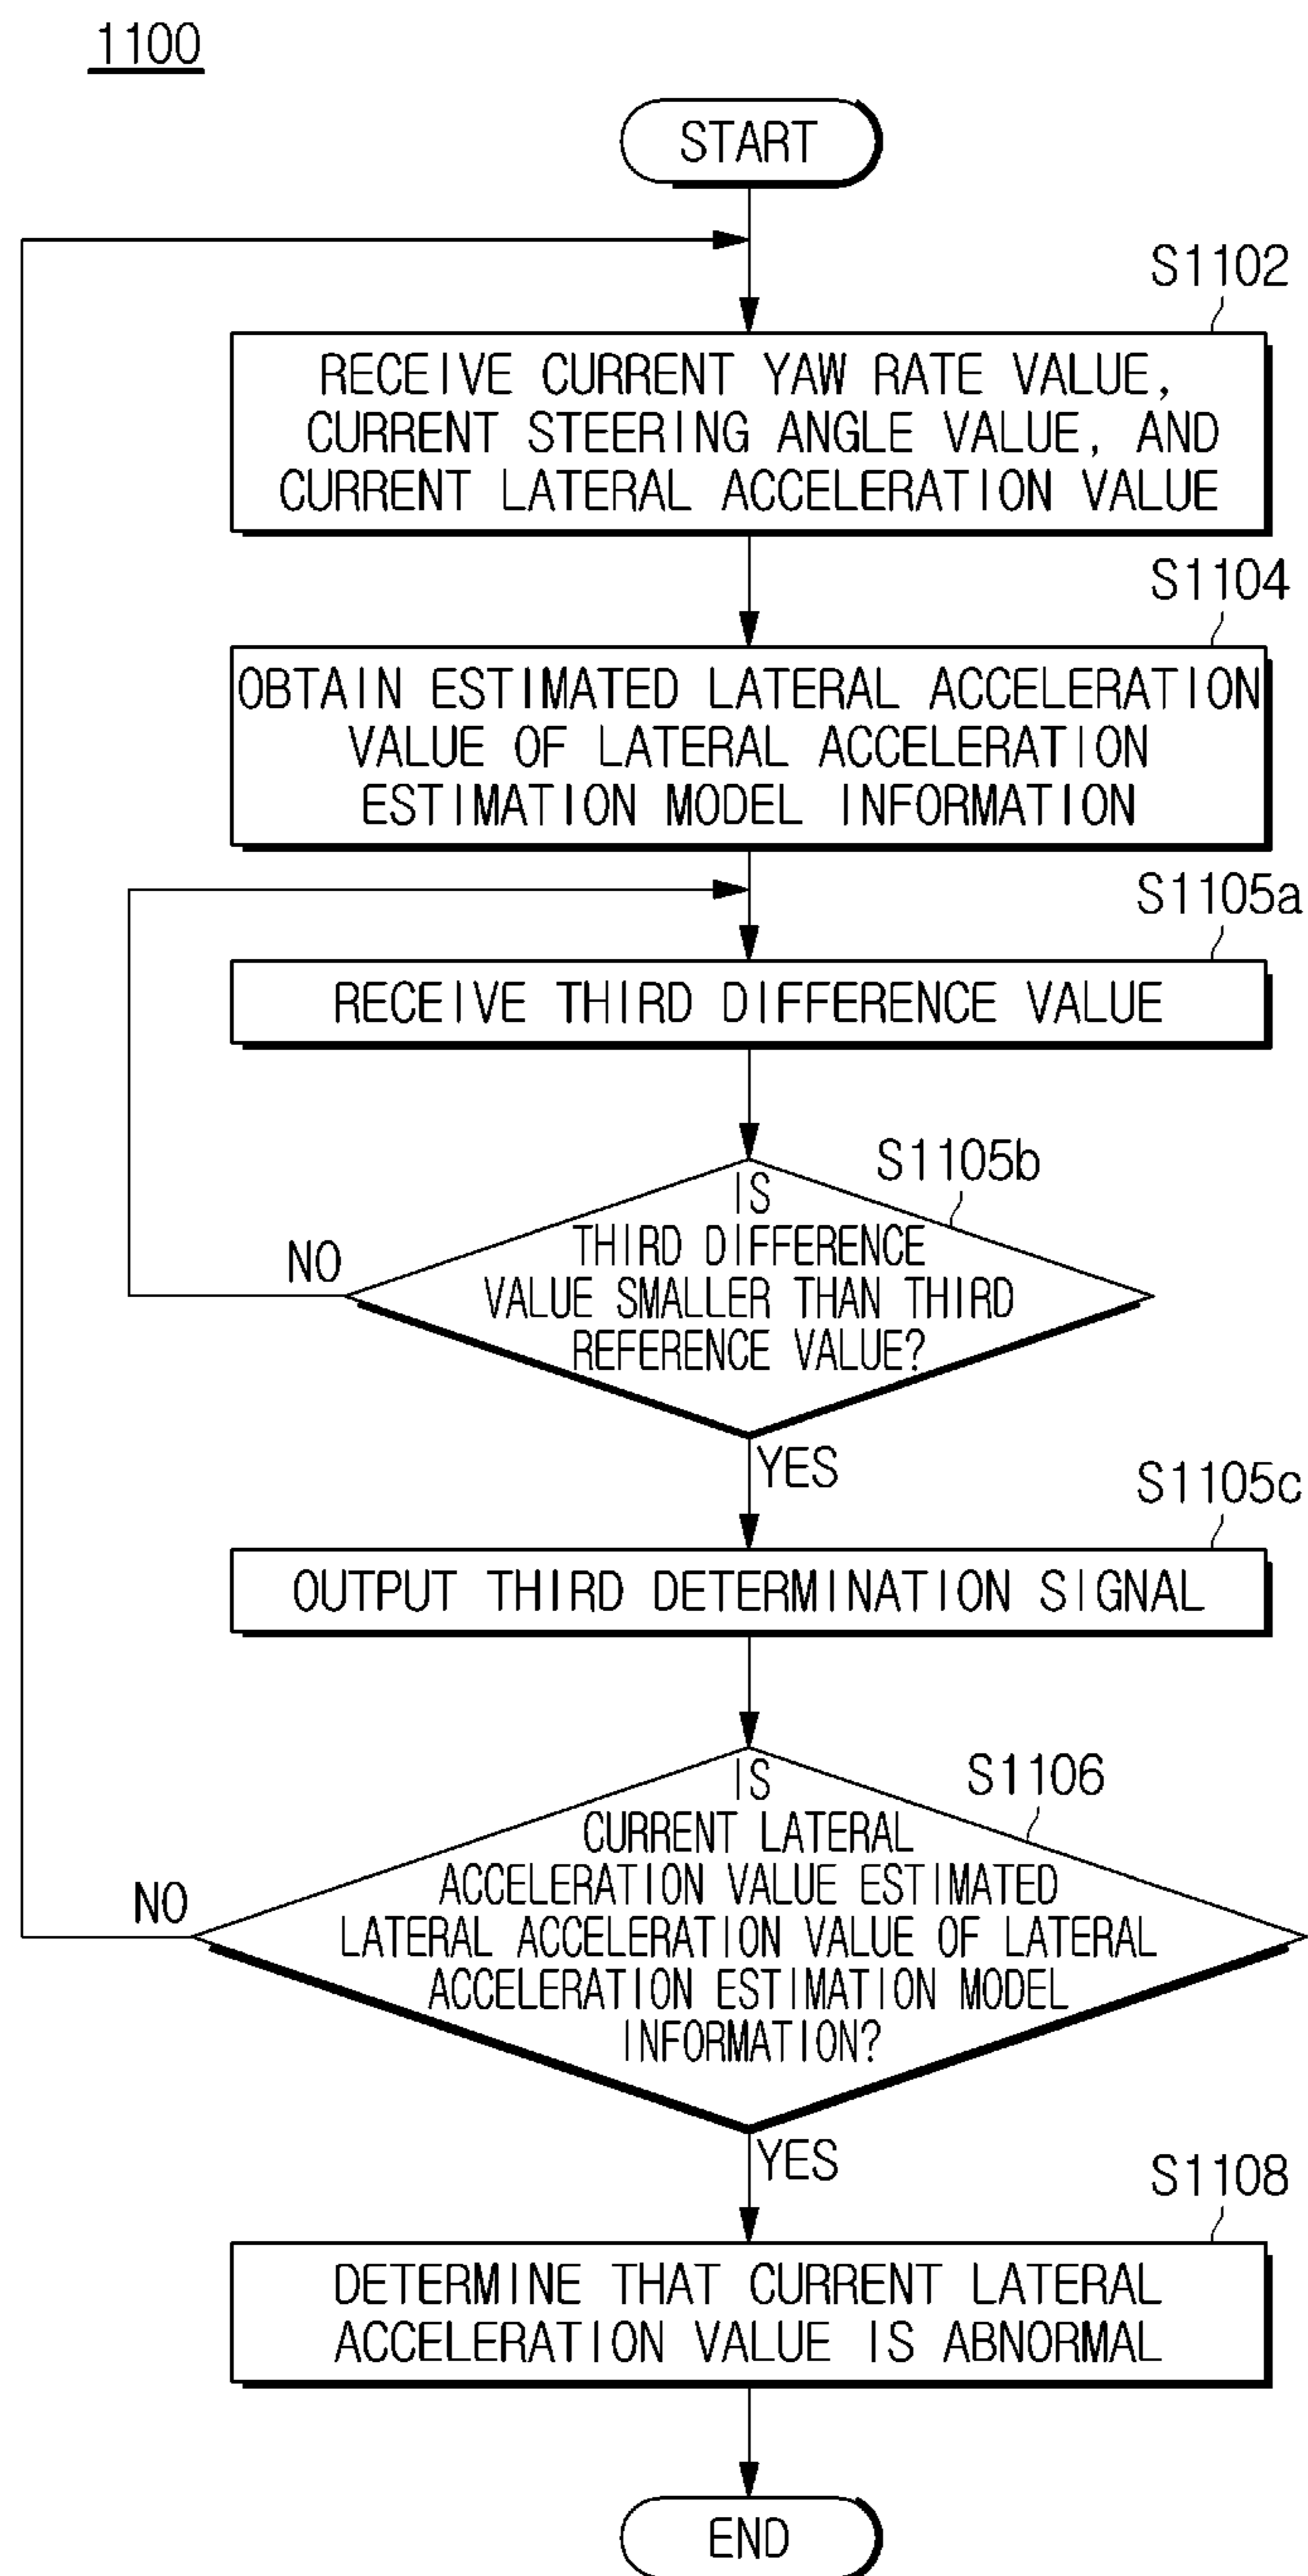 1100
START
S1102
RECEIVE CURRENT YAW RATE VALUE,
CURRENT STEERING ANGLE VALUE, AND
CURRENT LATERAL ACCELERATION VALUE
S1104
OBTAIN ESTIMATED LATERAL ACCELERATION
VALUE OF LATERAL ACCELERATION
ESTIMATION MODEL INFORMATION
S1105a
RECEIVE THIRD DIFFERENCE VALUE
S1105b
IS
THIRD DIFFERENCE
VALUE SMALLER THAN THIRD
REFERENCE VALUE?
NO
YES
S1105c
OUTPUT THIRD DETERMINATION SIGNAL
S1106
IS
CURRENT LATERAL
ACCELERATION VALUE ESTIMATED
LATERAL ACCELERATION VALUE OF LATERAL
ACCELERATION ESTIMATION MODEL
INFORMATION?
NO
YES
S1108
DETERMINE THAT CURRENT LATERAL
ACCELERATION VALUE IS ABNORMAL
END